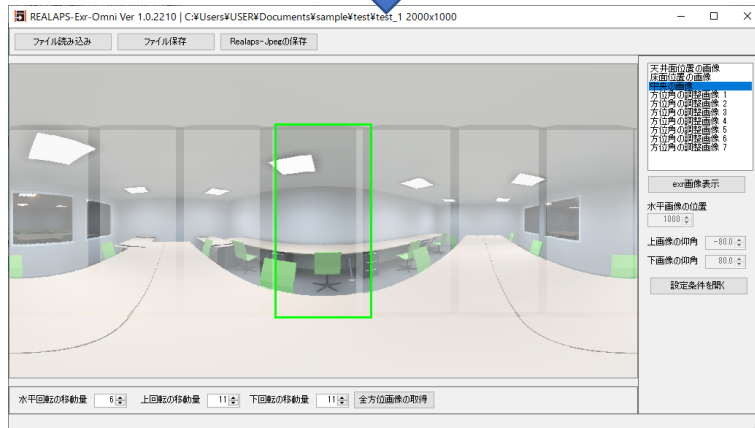 REALAPS-Exr-Omni Ver 1.0.2210 | C:¥Users¥USER¥Documents¥sample¥test¥test_1 2000x1000
ファイル読み込み ファイル保存 Realaps-Jpegの保存
天井面位置の画像
床面位置の画像
中央の画像
方位角の調整画像 1
方位角の調整画像 2
方位角の調整画像 3
方位角の調整画像 4
方位角の調整画像 5
方位角の調整画像 6
方位角の調整画像 7
exr画像表示
水平画像の位置
1000
上画像の仰角 -80.0
下画像の仰角 80.0
設定条件を開く
水平回転の移動量 6 上回転の移動量 11 下回転の移動量 11 全方位画像の取得